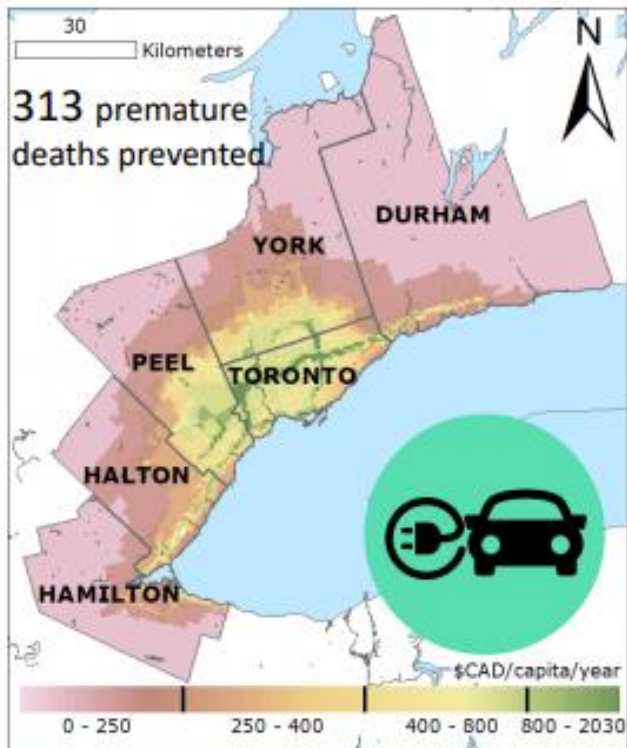 30
Kilometers
N
313 premature
deaths prevented
DURHAM
YORK
PEEL
TORONTO
HALTON
HAMILTON
$CAD/capita/year
0 - 250 250 - 400 400 - 800 800 - 2030